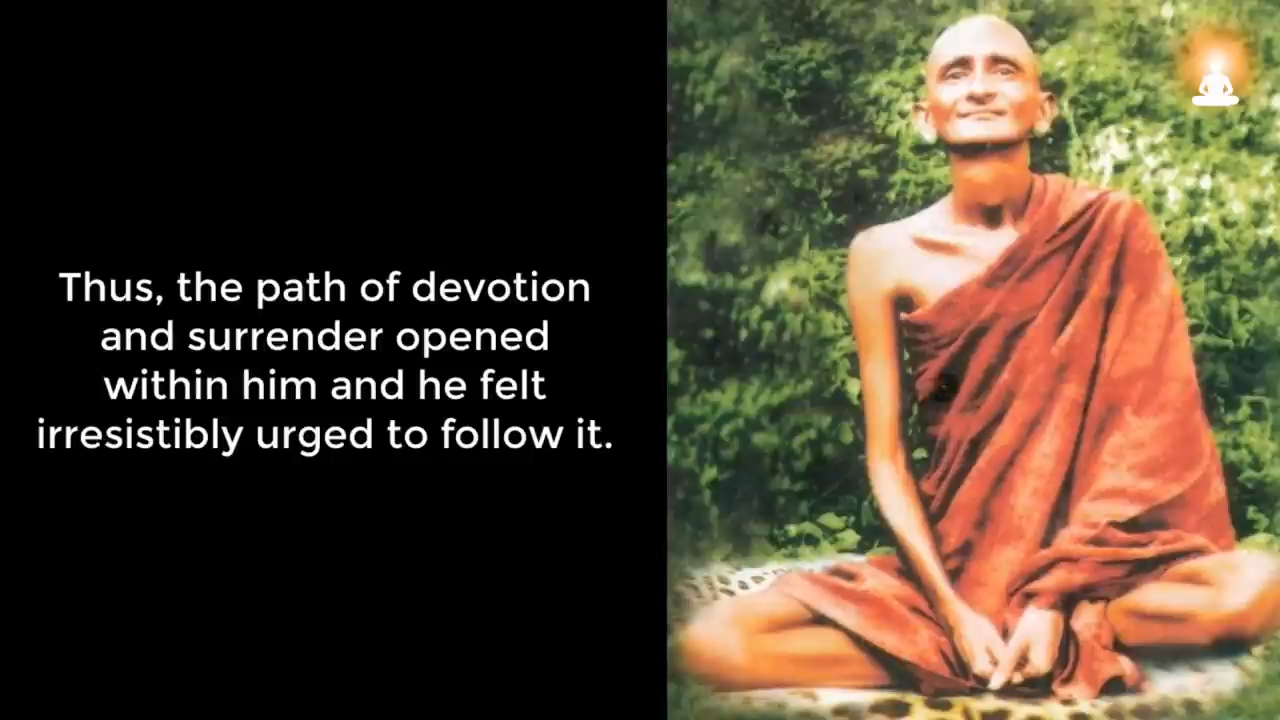 Thus, the path of devotion
and surrender opened
within him and he felt
irresistibly urged to follow it.